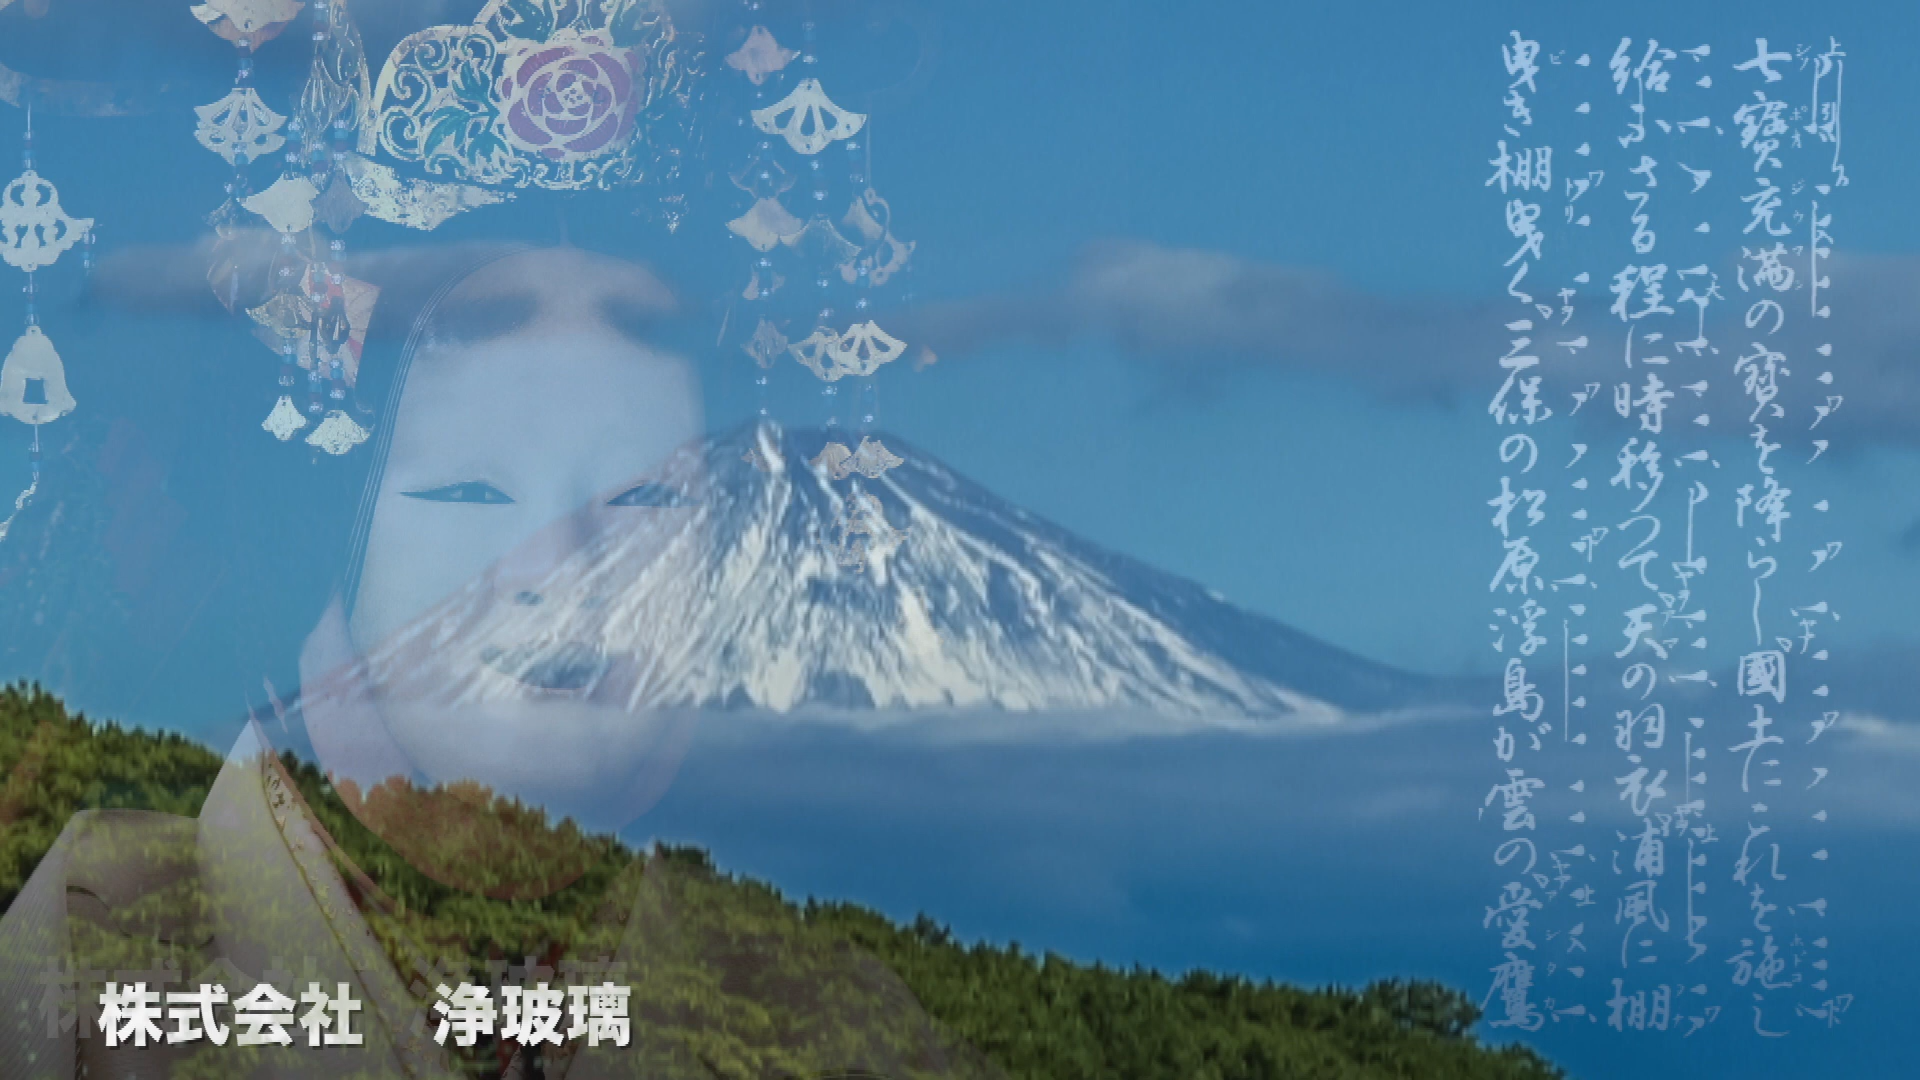 七寳充満の寳を降らし國土にこれを施し
給ふさる程に時移つて天の羽衣浦風に棚
曳き棚曳く三保の松原浮島が雲の愛鷹
株式会社　浄玻璃